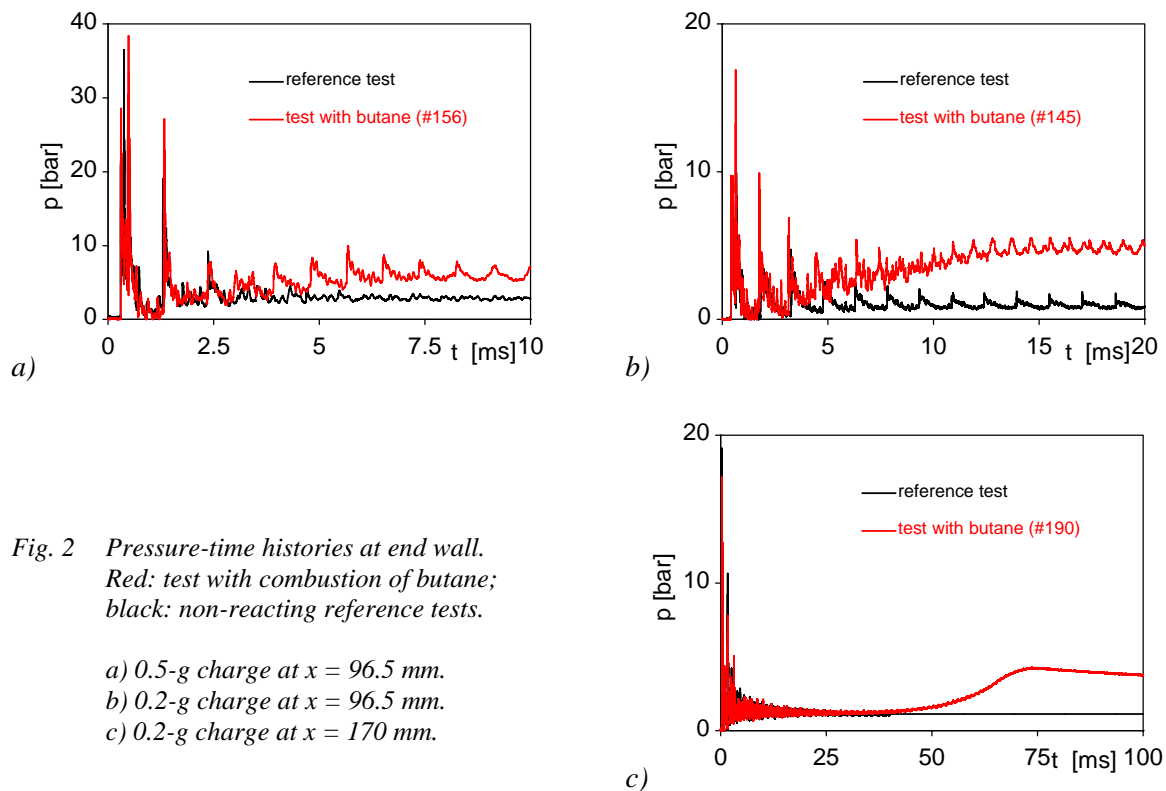 40
30
20
10
0
p [bar]
reference test
test with butane (#156)
0 2.5 5 7.5 t [ms] 10
a)
20
10
0
p [bar]
reference test
test with butane (#145)
0 5 10 15 t [ms] 20
b)
20
10
0
p [bar]
reference test
test with butane (#190)
0 25 50 75 t [ms] 100
c)
Fig. 2 Pressure-time histories at end wall.
Red: test with combustion of butane;
black: non-reacting reference tests.
a) 0.5-g charge at x = 96.5 mm.
b) 0.2-g charge at x = 96.5 mm.
c) 0.2-g charge at x = 170 mm.